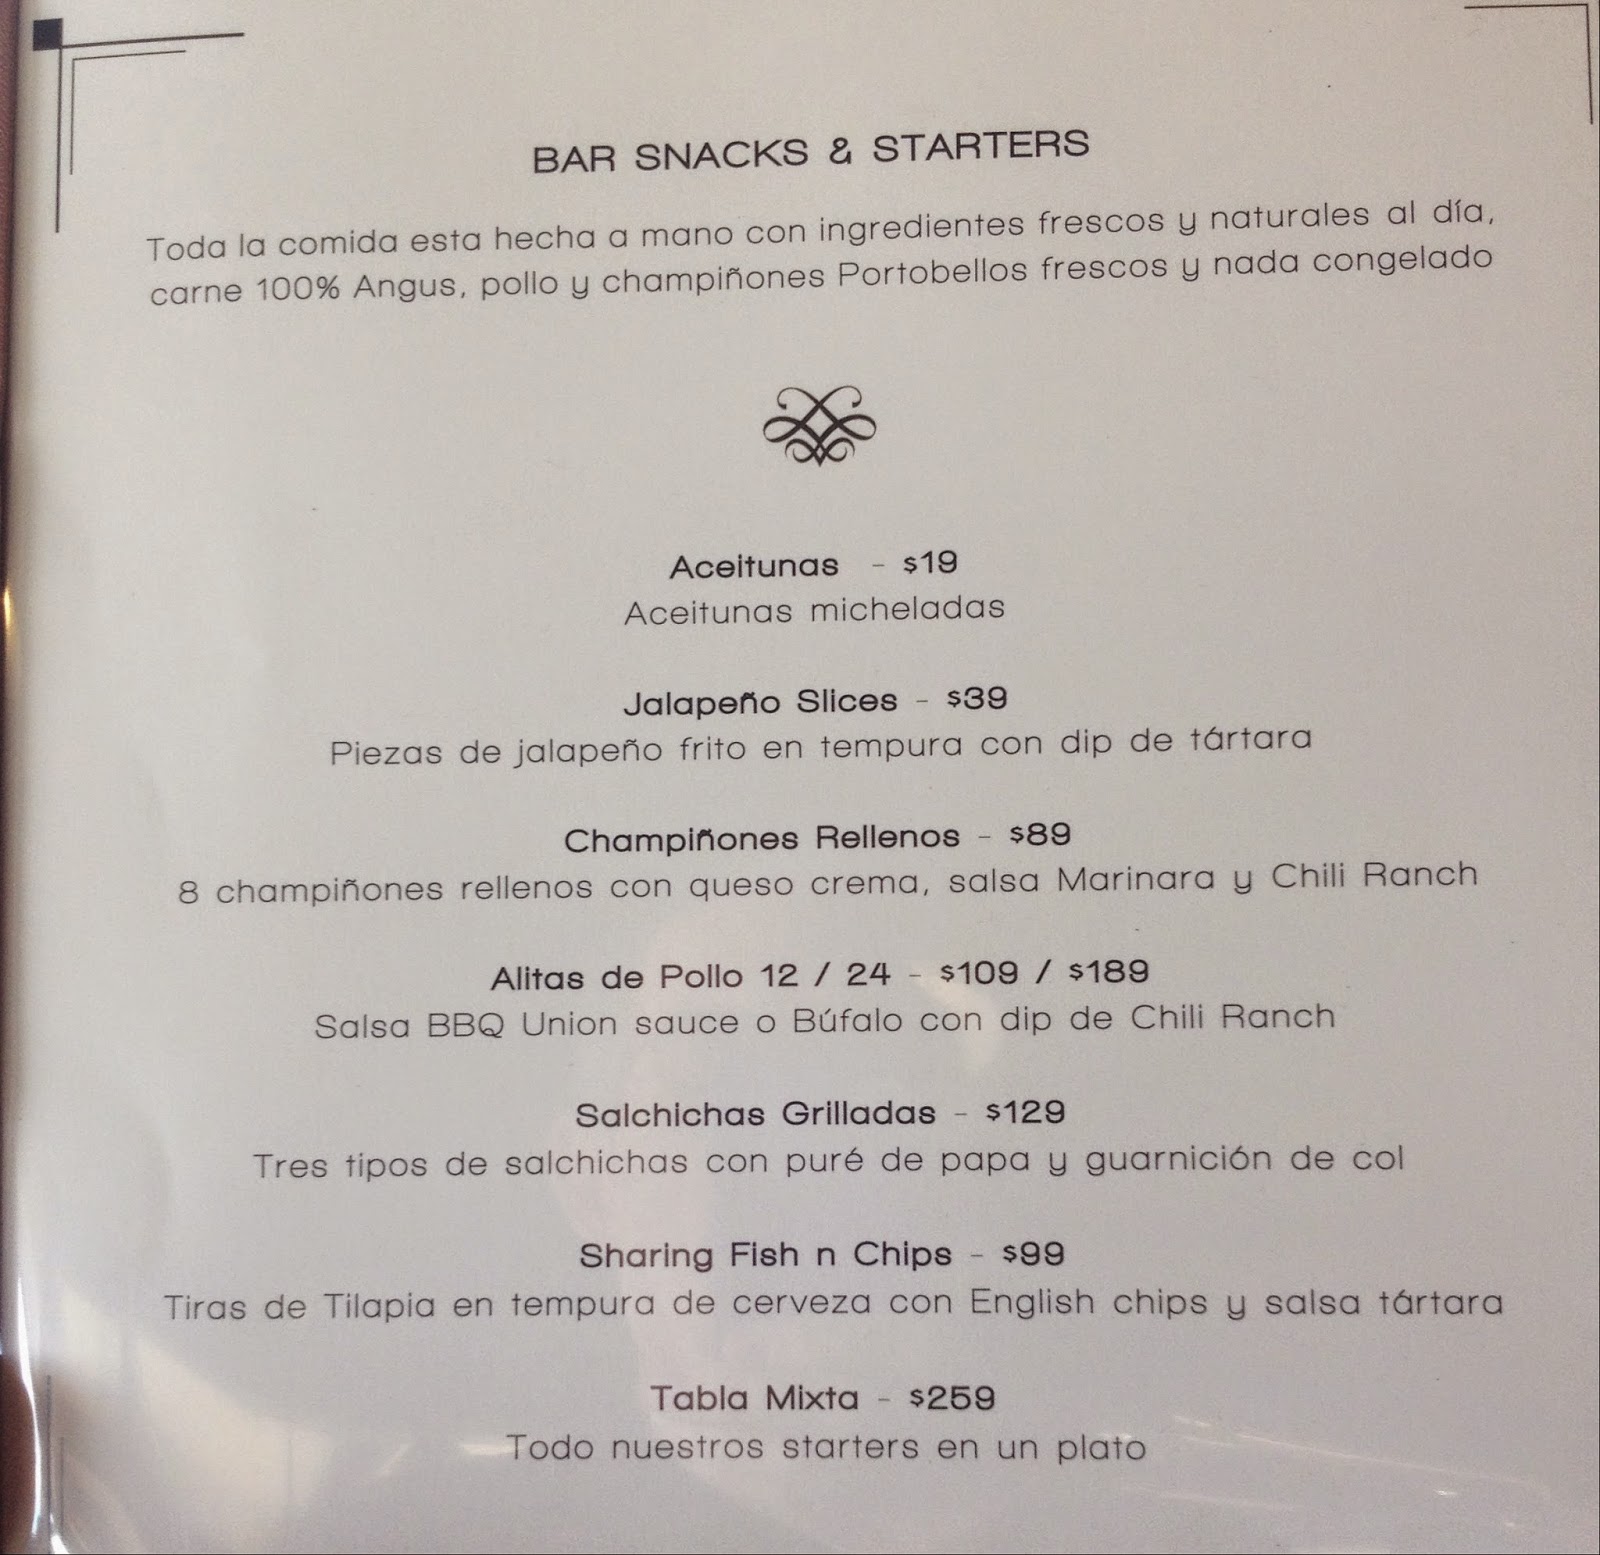 BAR SNACKS & STARTERS
Toda la comida esta hecha a mano con ingredientes frescos y naturales al día,
carne 100% Angus, pollo y champiñones Portobellos frescos y nada congelado
Aceitunas - $19
Aceitunas micheladas
Jalapeño Slices - $39
Piezas de jalapeño frito en tempura con dip de tártara
Champiñones Rellenos - $89
8 champiñones rellenos con queso crema, salsa Marinara y Chili Ranch
Alitas de Pollo 12 / 24 - $109 / $189
Salsa BBQ Union sauce o Búfalo con dip de Chili Ranch
Salchichas Grilladas - $129
Tres tipos de salchichas con puré de papa y guarnición de col
Sharing Fish n Chips - $99
Tiras de Tilapia en tempura de cerveza con English chips y salsa tártara
Tabla Mixta - $259
Todo nuestros starters en un plato